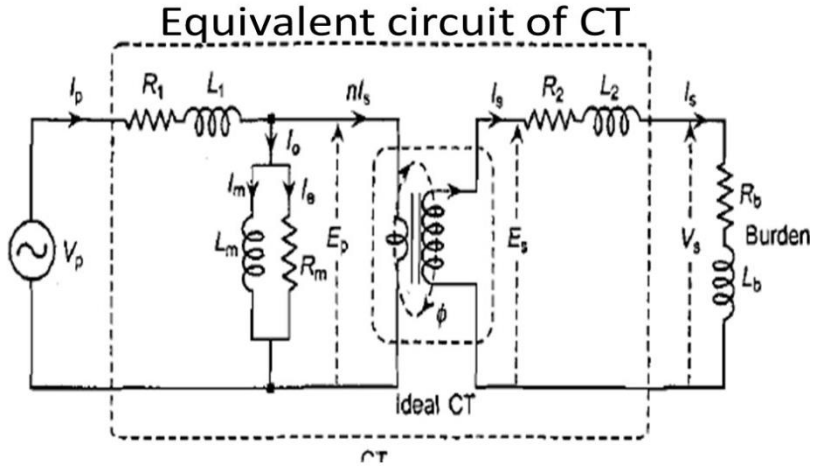 Equivalent circuit of CT
Ip R1 L1 nIs Is R2 L2 Is
Io
Im Ie
Vp Lm Rm Ep Es Vs Rb
Burden
Lb
ϕ
Ideal CT
CT